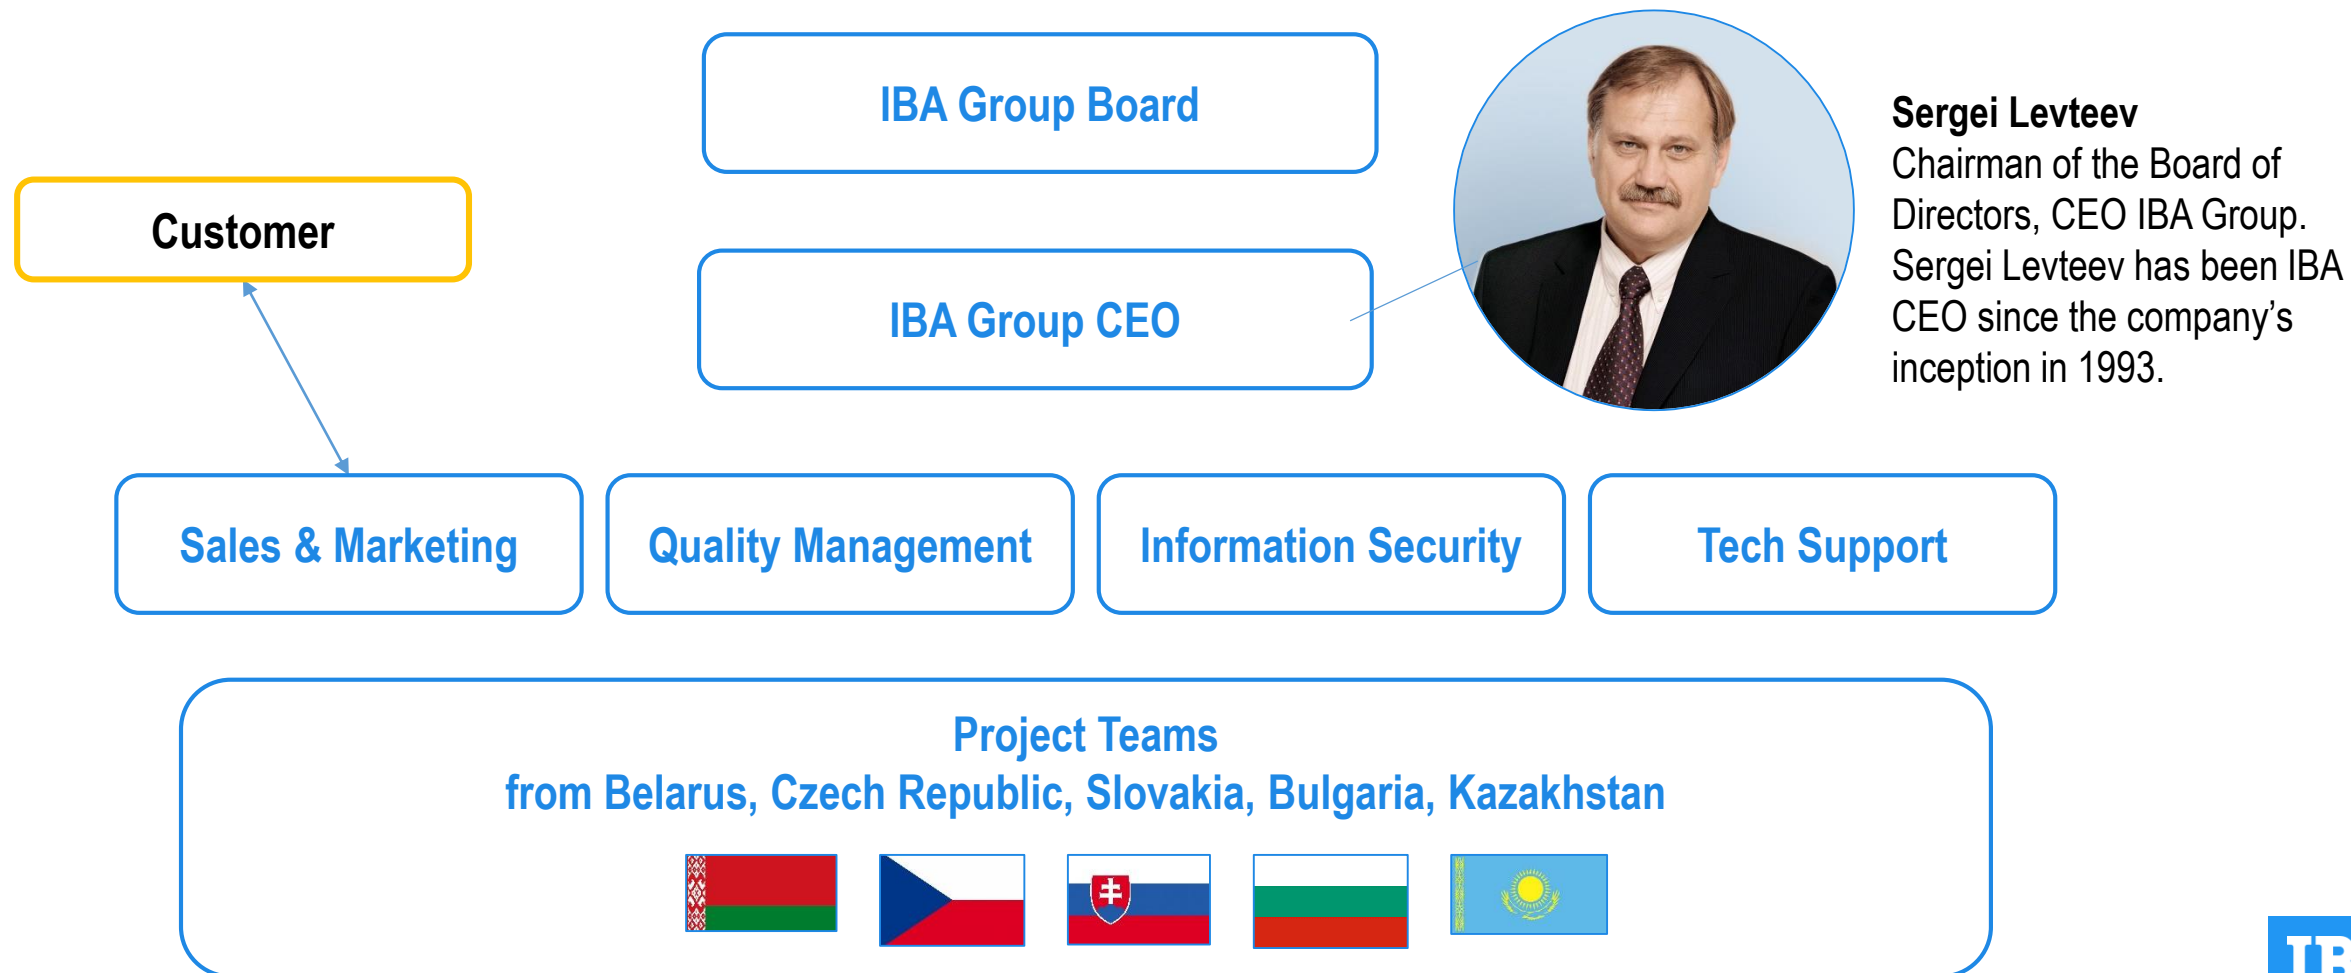 IBA Group Board
Sergei Levteev
Chairman of the Board of
Directors, CEO IBA Group.
Sergei Levteev has been IBA
CEO since the company’s
inception in 1993.
Customer
IBA Group CEO
Sales & Marketing
Quality Management
Information Security
Tech Support
Project Teams
from Belarus, Czech Republic, Slovakia, Bulgaria, Kazakhstan